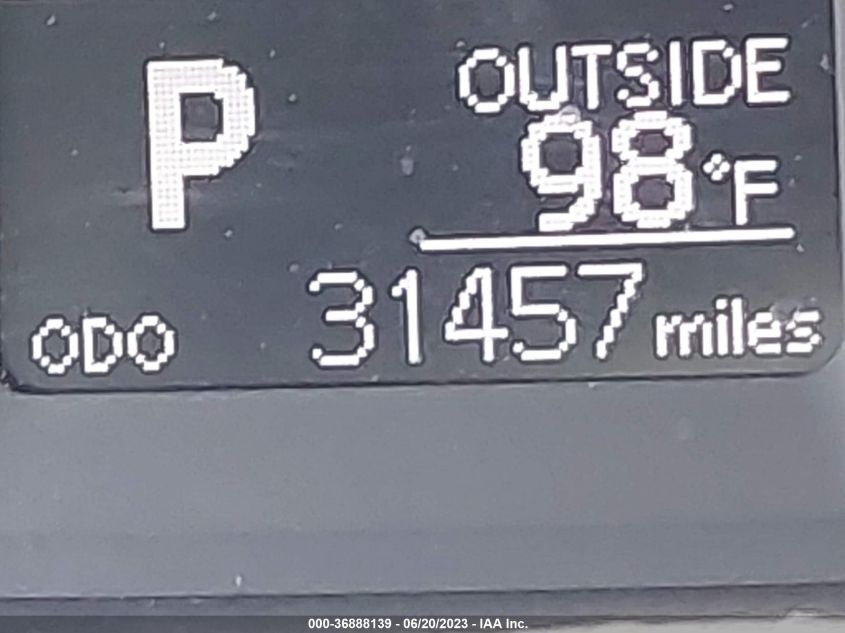 P
OUTSIDE
98°F
ODO 31457 miles
000-36888139 - 06/20/2023 - IAA Inc.